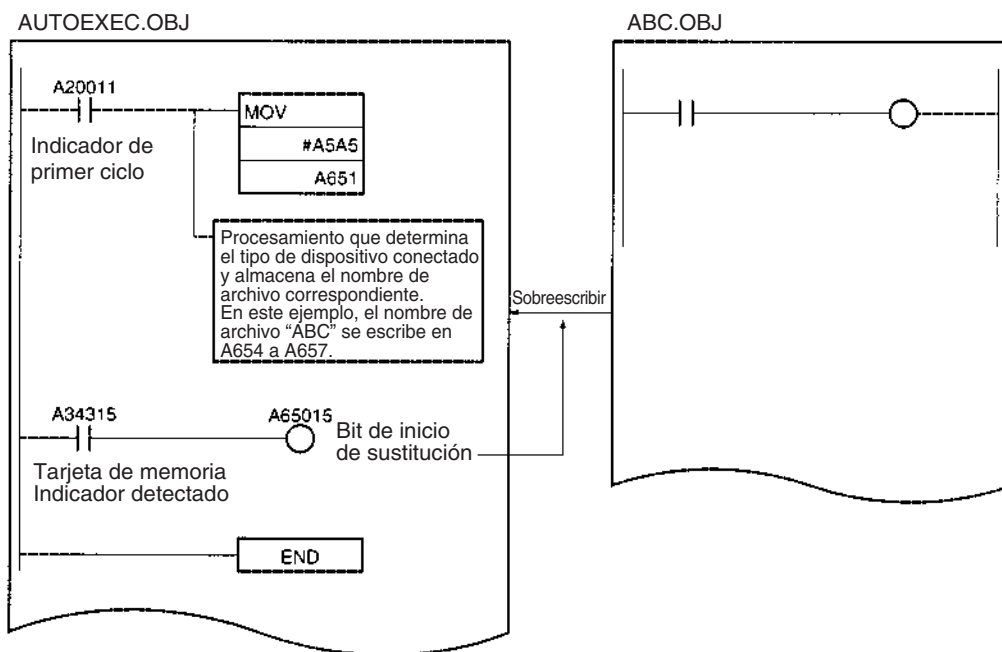 AUTOEXEC.OBJ
A20011
Indicador de
primer ciclo
MOV
#A5A5
A651
Procesamiento que determina
el tipo de dispositivo conectado
y almacena el nombre de
archivo correspondiente.
En este ejemplo, el nombre de
archivo “ABC” se escribe en
A654 a A657.
A34315
Tarjeta de memoria
Indicador detectado
A65015
Bit de inicio
de sustitución
END
Sobreescribir
ABC.OBJ